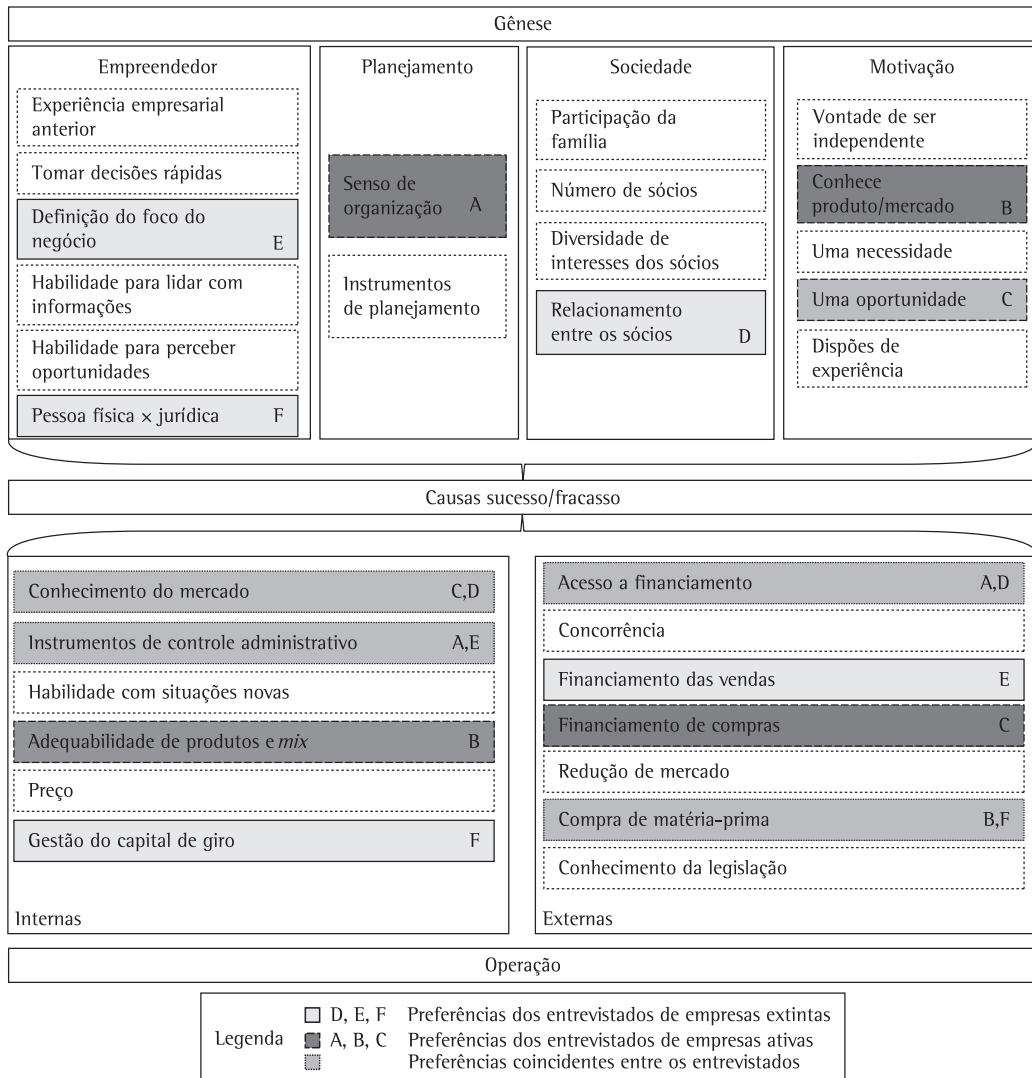 Gênese
Empreendedor
Experiência empresarial
anterior
Tomar decisões rápidas
Definição do foco do
negócio E
Habilidade para lidar com
informações
Habilidade para perceber
oportunidades
Pessoa física × jurídica F
Planejamento
Senso de
organização A
Instrumentos
de planejamento
Sociedade
Participação da
família
Número de sócios
Diversidade de
interesses dos sócios
Relacionamento
entre os sócios D
Motivação
Vontade de ser
independente
Conhece
produto/mercado B
Uma necessidade
Uma oportunidade C
Dispões de
experiência
Causas sucesso/fracasso
Conhecimento do mercado C,D
Instrumentos de controle administrativo A,E
Habilidade com situações novas
Adequabilidade de produtos e mix B
Preço
Gestão do capital de giro F
Internas
Acesso a financiamento A,D
Concorrência
Financiamento das vendas E
Financiamento de compras C
Redução de mercado
Compra de matéria-prima B,F
Conhecimento da legislação
Externas
Operação
Legenda
D, E, F Preferências dos entrevistados de empresas extintas
A, B, C Preferências dos entrevistados de empresas ativas
Preferências coincidentes entre os entrevistados